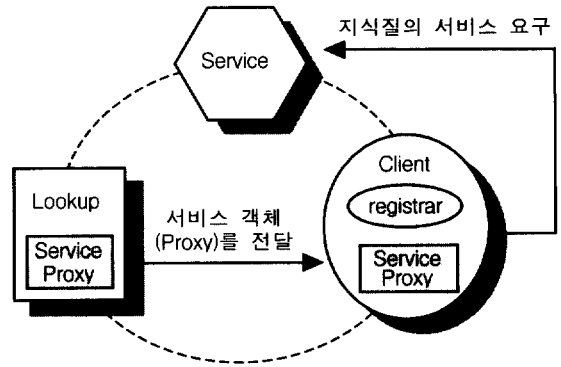 지식질의 서비스 요구
Service
Client
registrar
Lookup
Service
Proxy
서비스 객체
(Proxy)를 전달
Service
Proxy